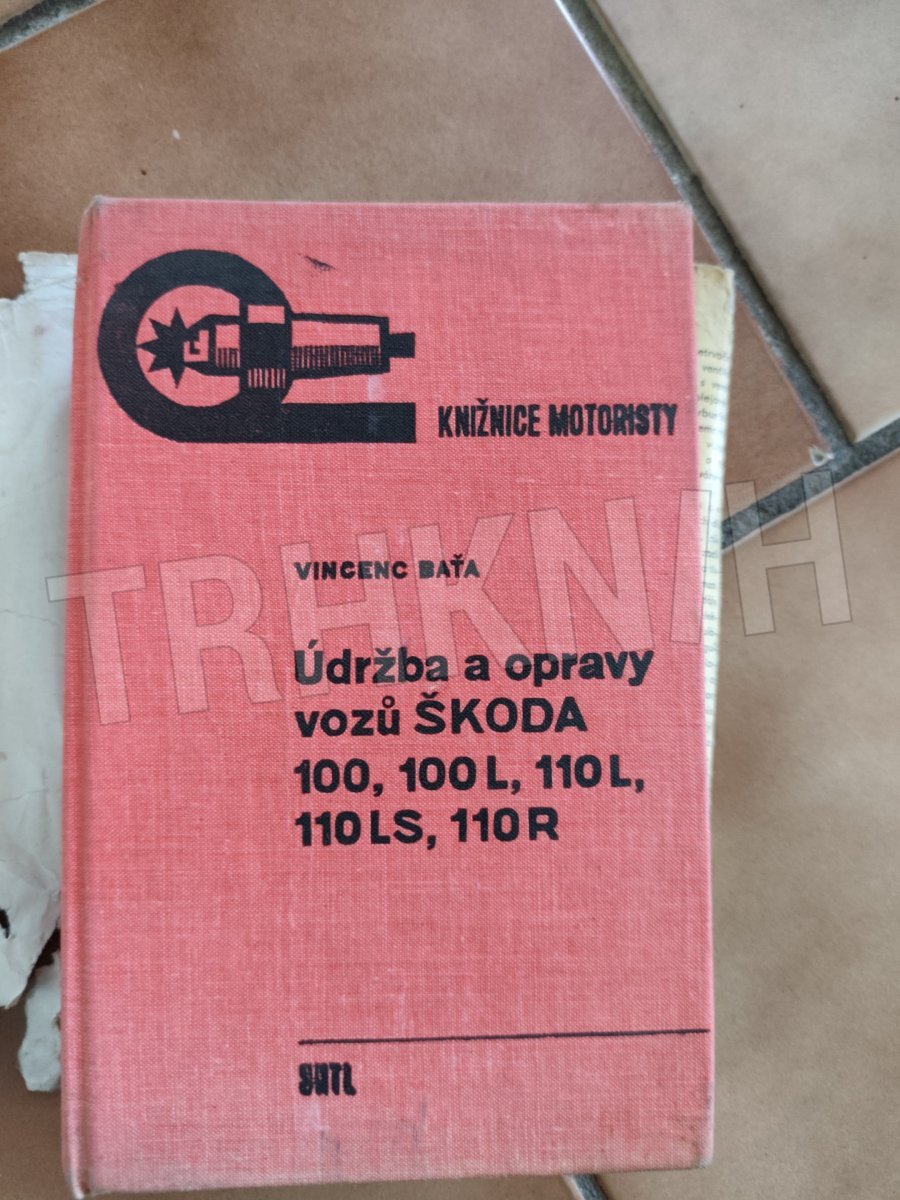 KNIŽNICE MOTORISTY
VINCENC BAŤA
Údržba a opravy
vozů ŠKODA
100, 100 L, 110 L,
110 LS, 110 R
SNTL
TRHKNIH